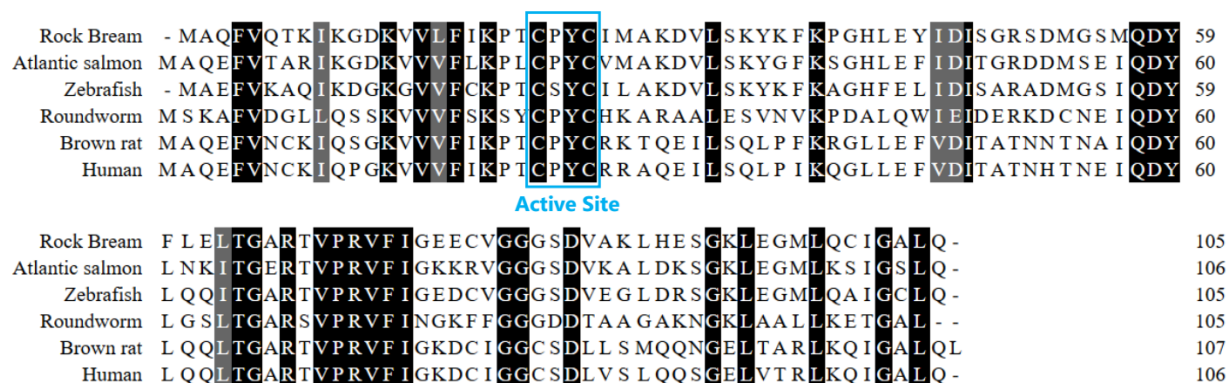 Rock Bream -MAQFVQTKIKGDKVVLFIKPTCPYCIMAKDVLSKYKFKPGHLEYIDISGRSDMGSMQDY 59
Atlantic salmon MAQEFVTARIKGDKVVVFLKPLCPYCVMAKDVLSKYGFKSGHLEFIDITGRDDMSEIQDY 60
Zebrafish -MAEFVKAQIKDGKGVVFCKPTCSYCILAKDVLSKYKFKAGHFELIDISARADMGSIQDY 59
Roundworm MSKAFVDGLLQSSKVVVFSKSYCPYCHKARAALESVNVKPDALQWIEIDERKDCNEIQDY 60
Brown rat MAQEFVNCKIQSGKVVVFIKPTCPYCRKTQEILSQLPFKRGLLEFVDITATNNTNAIQDY 60
Human MAQEFVNCKIQPGKVVVFIKPTCPYCRRAQEILSQLPIKQGLLEFVDITATNHTNEIQDY 60
Active Site
Rock Bream FLELTGARTVPRVFIGEECVGGGSDVAKLHESGKLEGMLQCIGALQ- 105
Atlantic salmon LNKITGERTVPRVFIGKKRVGGGSDVKALDKSGKLEGMLKSIGSLQ- 106
Zebrafish LQQITGARTVPRVFIGEDCVGGGSDVEGLDRSGKLEGMLQAIGCLQ- 105
Roundworm LGSLTGARSVPRVFINGKFFGGGDDTAAGAKNGKLAALLKETGAL-- 105
Brown rat LQQLTGARTVPRVFIGKDCIGGCSDLLSMQQNGELTARLKQIGALQL 107
Human LQQLTGARTVPRVFIGKDCIGGCSDLVSLQQSGELVTRLKQIGALQ- 106